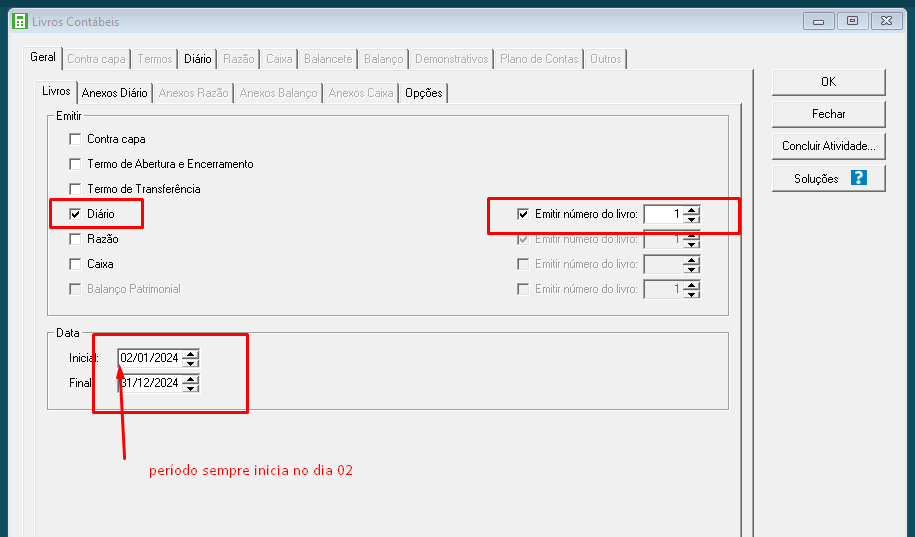 Livros Contábeis
Geral Contra capa Termos Diário Razão Caixa Balancete Balanço Demonstrativos Plano de Contas Outros
Livros Anexos Diário Anexos Razão Anexos Balanço Anexos Caixa Opções
OK
Fechar
Concluir Atividade...
Soluções ?
Emitir
Contra capa
Termo de Abertura e Encerramento
Termo de Transferência
Diário Emitir número do livro: 1
Razão Emitir número do livro: 1
Caixa Emitir número do livro:
Balanço Patrimonial Emitir número do livro: 1
Data
Inicial: 02/01/2024
Final: 31/12/2024
período sempre inicia no dia 02